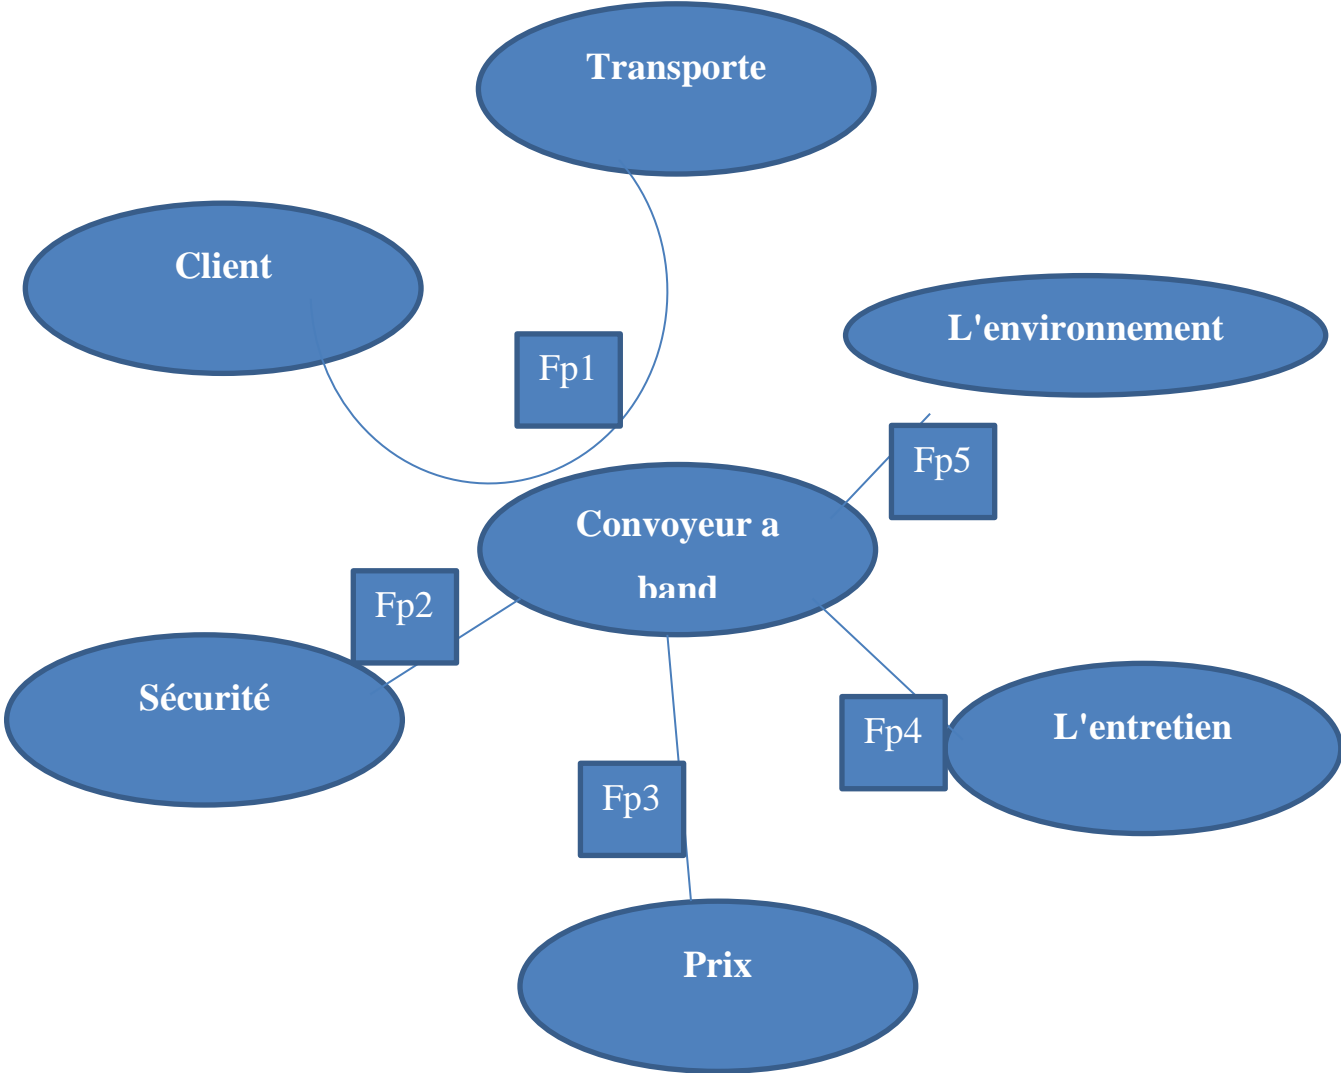 Transporte
Client
L'environnement
Fp1
Fp5
Convoyeur a
band
Fp2
Sécurité
Fp4
L'entretien
Fp3
Prix